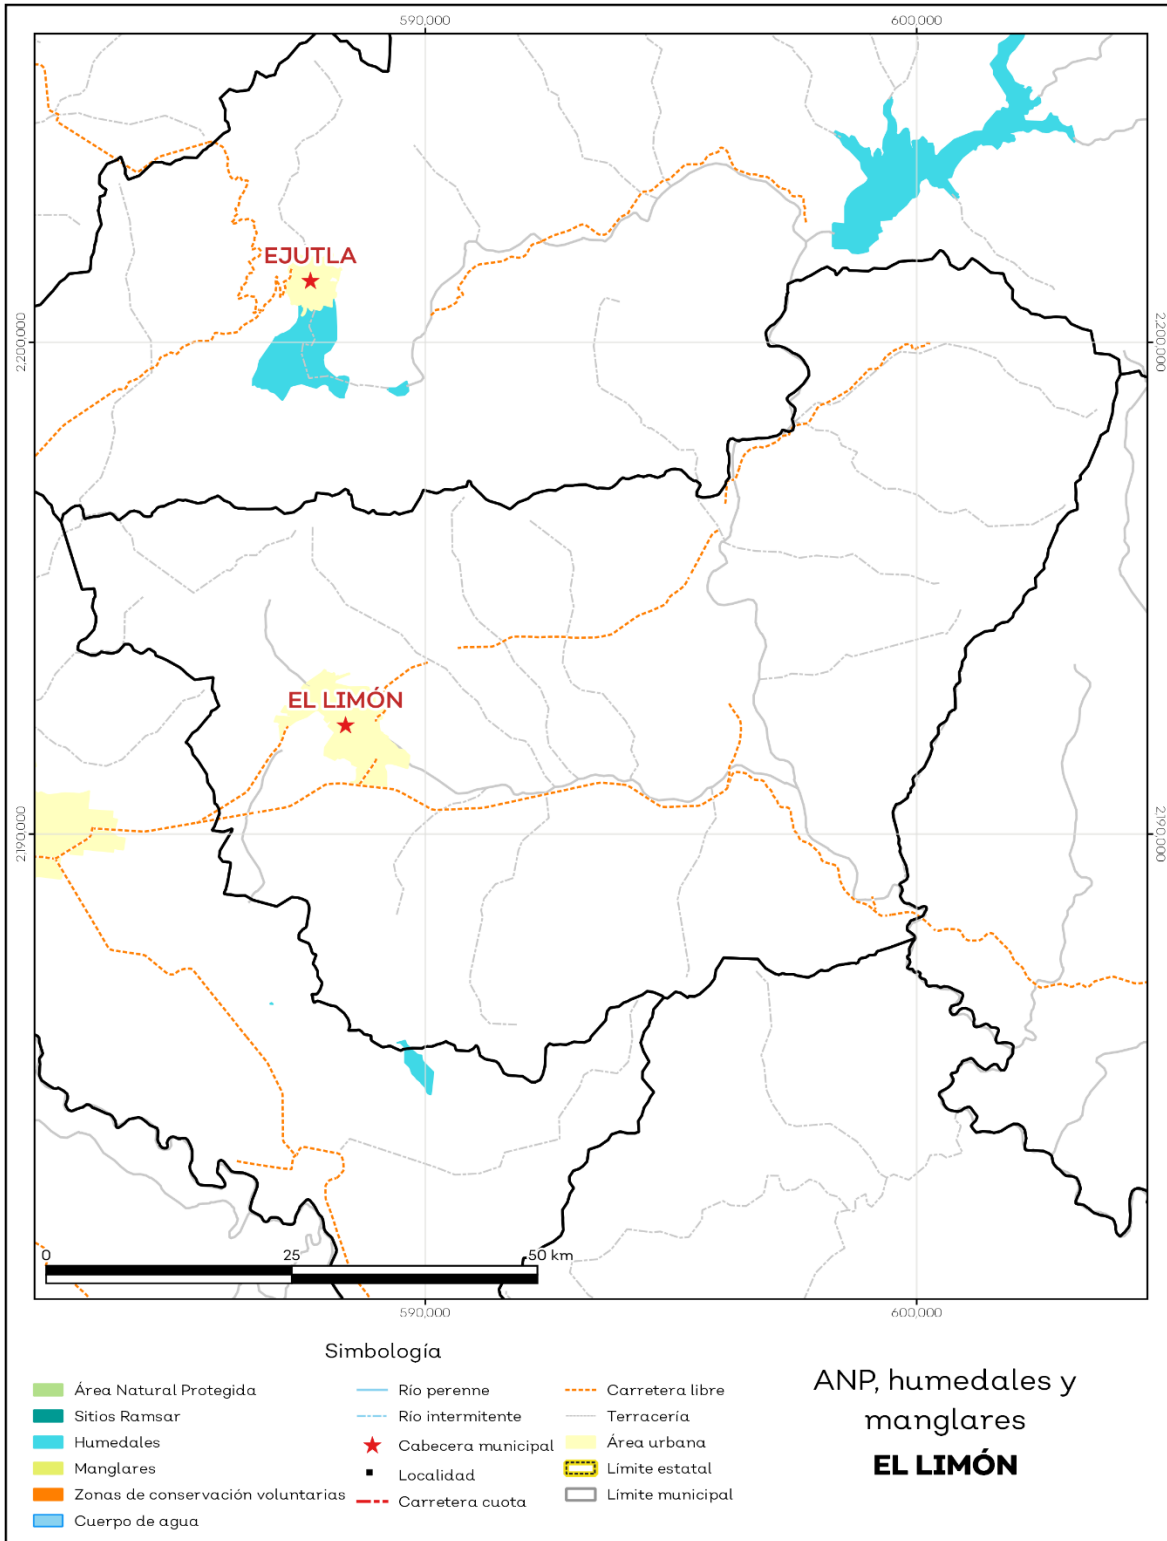 590,000
600,000
EJUTLA
2,200,000
2,200,000
EL LIMÓN
2,190,000
2,190,000
0
25
50 km
590,000
600,000
Simbología
Área Natural Protegida
Sitios Ramsar
Humedales
Manglares
Zonas de conservación voluntarias
Cuerpo de agua
Río perenne
Río intermitente
Cabecera municipal
Localidad
Carretera cuota
Carretera libre
Terracería
Área urbana
Límite estatal
Límite municipal
ANP, humedales y
manglares
EL LIMÓN